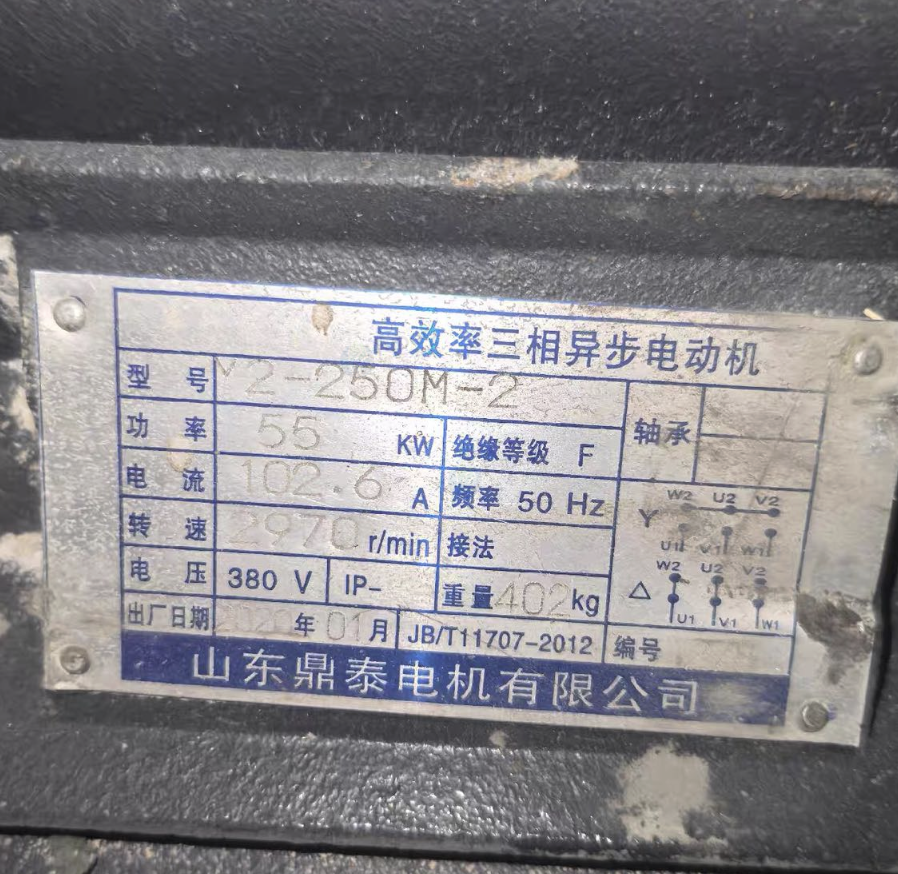 高效率三相异步电动机
型号 Y2-250M-2 轴承
功率 55 KW 绝缘等级 F
电流 102.6 A 频率 50 Hz
转速 2970 r/min 接法
电压 380 V IP- 重量 402 kg
Y W2 U2 V2
U1 V1 W1
△ W2 U2 V2
U1 V1 W1
出厂日期 年 01 月 JB/T11707-2012 编号
山东鼎泰电机有限公司